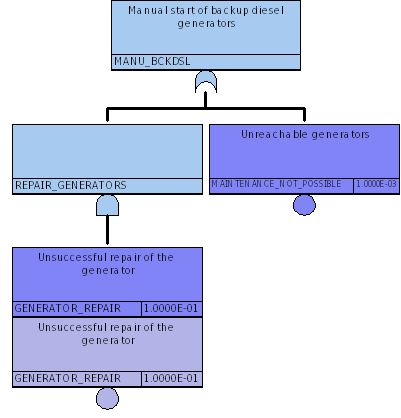 Manual start of backup diesel
generators
MANU_BCKDSL
REPAIR_GENERATORS
Unreachable generators
MAINTENANCE_NOT_POSSIBLE 1.0000E-03
Unsuccessful repair of the
generator
GENERATOR_REPAIR 1.0000E-01
Unsuccessful repair of the
generator
GENERATOR_REPAIR 1.0000E-01